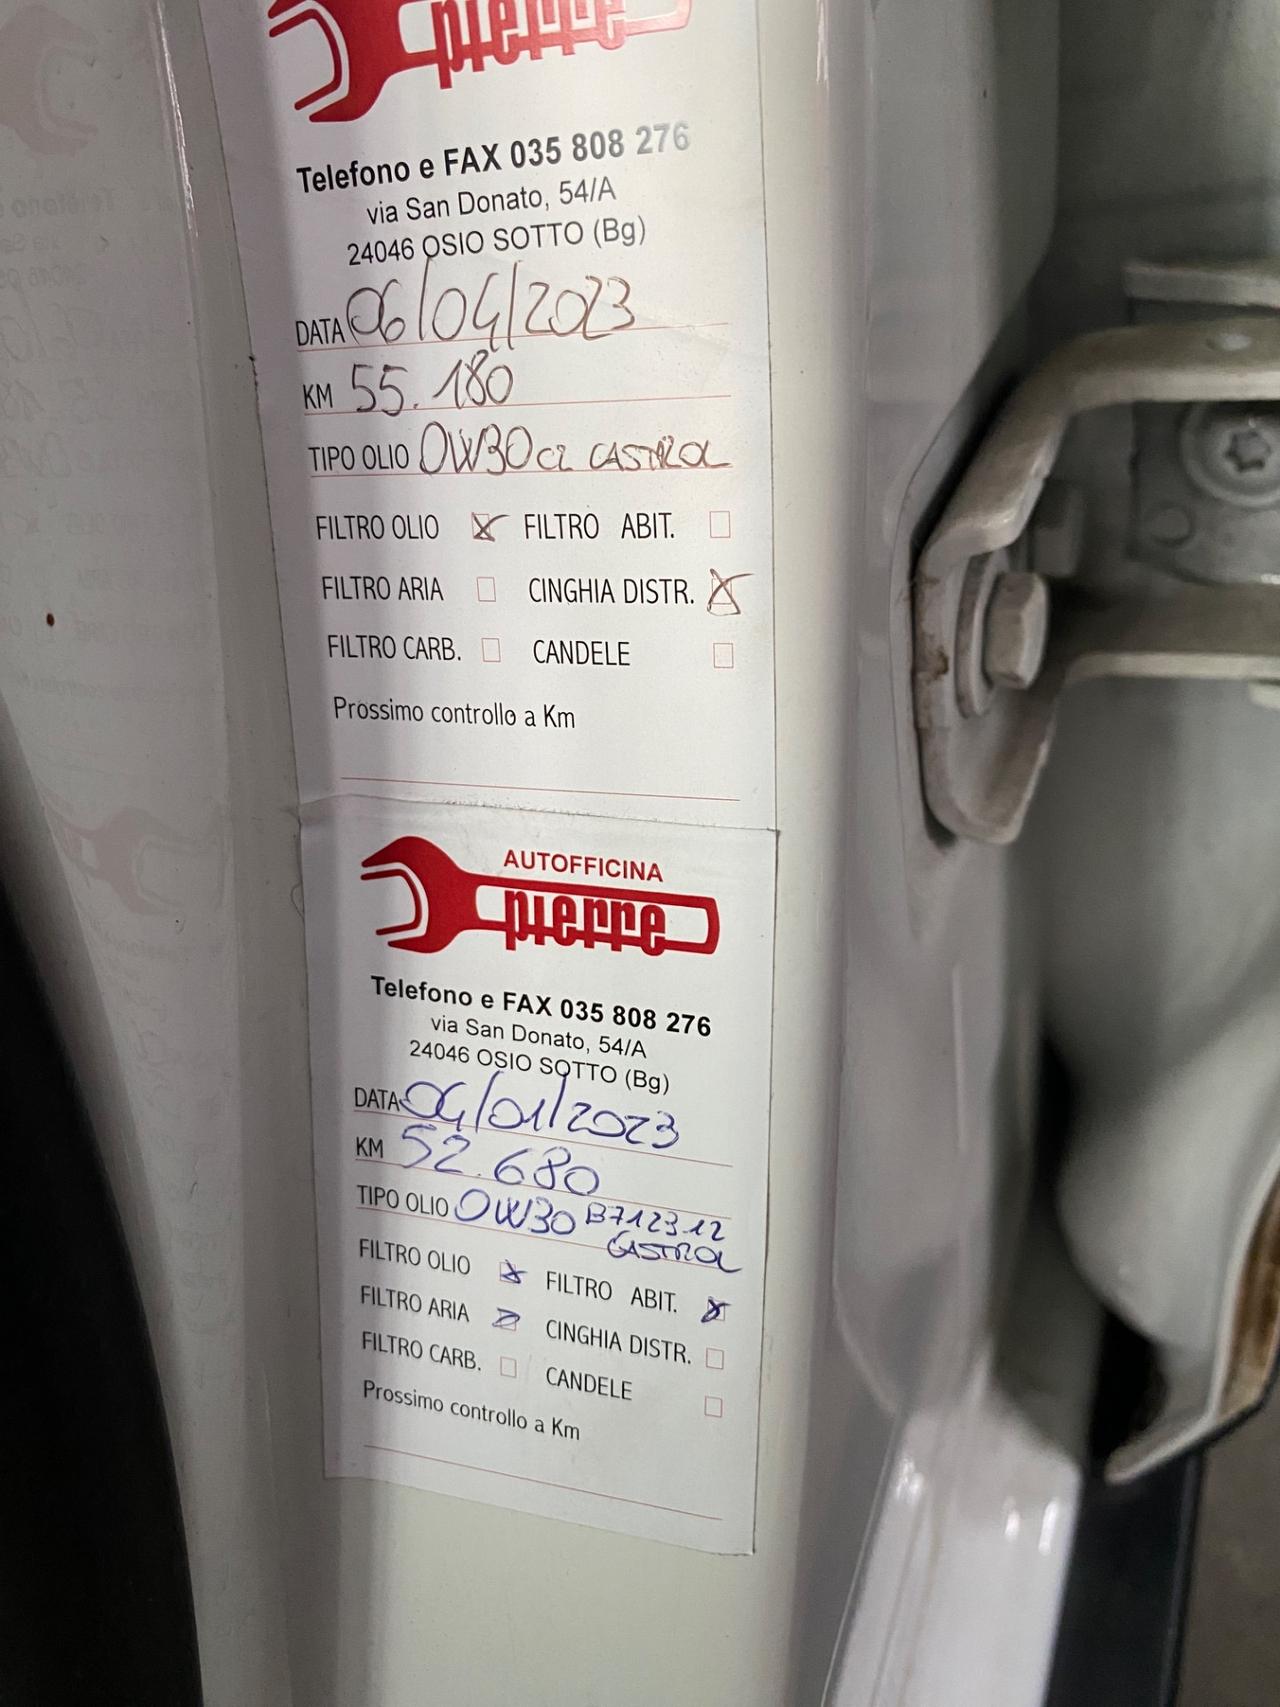 pierre
Telefono e FAX 035 808 276
via San Donato, 54/A
24046 OSIO SOTTO (Bg)
DATA 06/04/2023
KM 55.180
TIPO OLIO 0W30 C2 CASTROL
FILTRO OLIO X FILTRO ABIT.
FILTRO ARIA CINGHIA DISTR. X
FILTRO CARB. CANDELE
Prossimo controllo a Km
AUTOFFICINA
pierre
Telefono e FAX 035 808 276
via San Donato, 54/A
24046 OSIO SOTTO (Bg)
DATA 04/01/2023
KM 52.680
TIPO OLIO 0W30 B712312
CASTROL
FILTRO OLIO X FILTRO ABIT. X
FILTRO ARIA CINGHIA DISTR.
FILTRO CARB. CANDELE
Prossimo controllo a Km